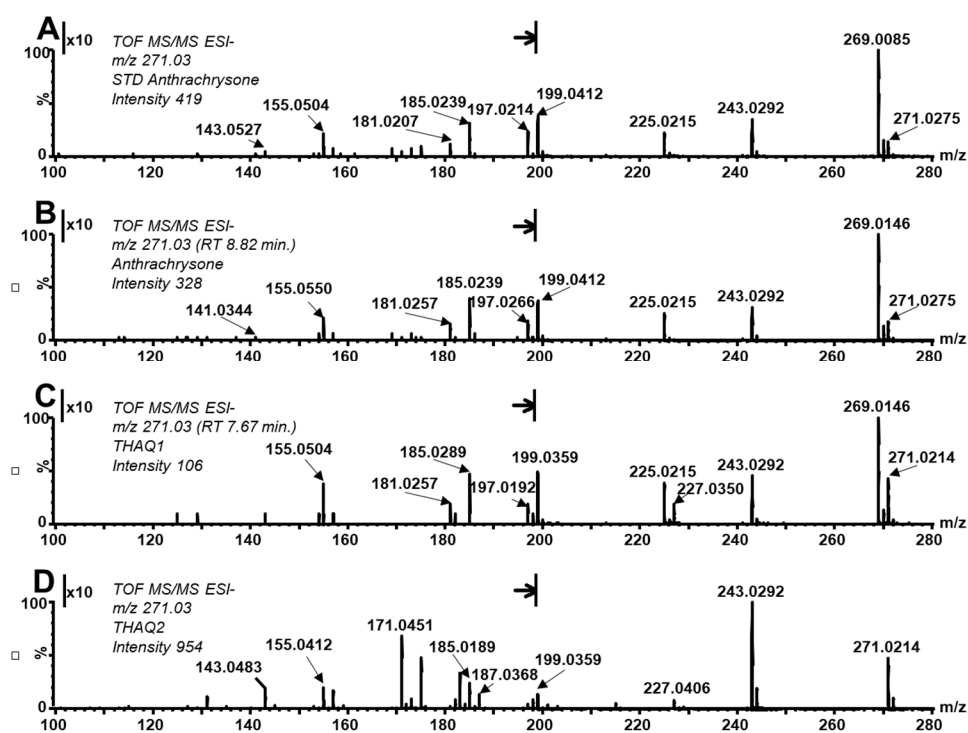 A
x10
TOF MS/MS ESI-
m/z 271.03
STD Anthrachrysone
Intensity 419
100
%
0
143.0527
155.0504
181.0207
185.0239
197.0214
199.0412
225.0215
243.0292
269.0085
271.0275
100 120 140 160 180 200 220 240 260 280 m/z
B
x10
TOF MS/MS ESI-
m/z 271.03 (RT 8.82 min.)
Anthrachrysone
Intensity 328
100
%
0
141.0344
155.0550
181.0257
185.0239
197.0266
199.0412
225.0215
243.0292
269.0146
271.0275
100 120 140 160 180 200 220 240 260 280 m/z
C
x10
TOF MS/MS ESI-
m/z 271.03 (RT 7.67 min.)
THAQ1
Intensity 106
100
%
0
155.0504
181.0257
185.0289
197.0192
199.0359
225.0215
227.0350
243.0292
269.0146
271.0214
100 120 140 160 180 200 220 240 260 280 m/z
D
x10
TOF MS/MS ESI-
m/z 271.03
THAQ2
Intensity 954
100
%
0
143.0483
155.0412
171.0451
185.0189
187.0368
199.0359
227.0406
243.0292
271.0214
100 120 140 160 180 200 220 240 260 280 m/z